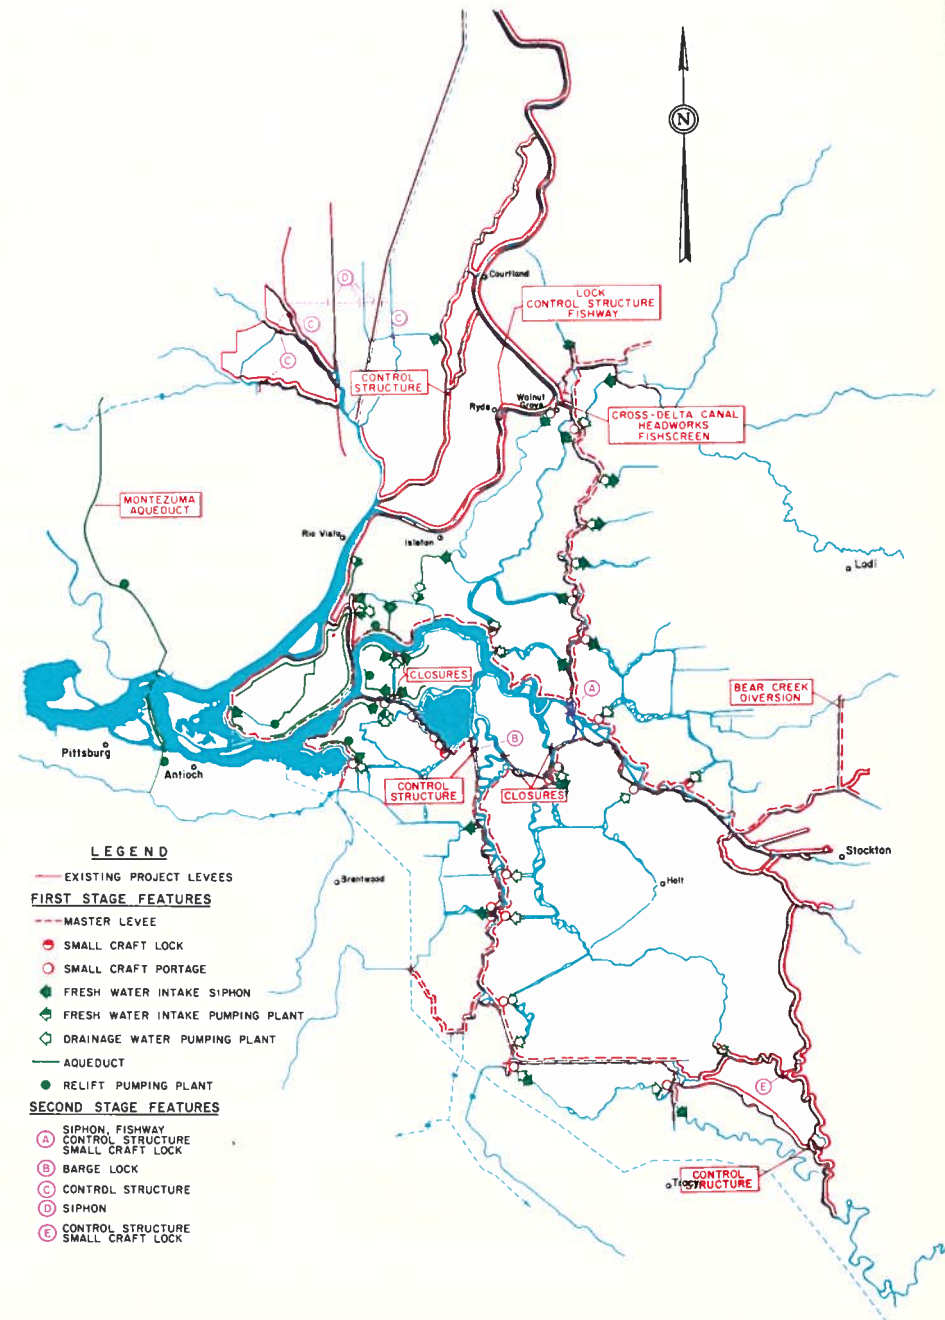 N
D
C
C
C
Courtland
LOCK
CONTROL STRUCTURE
FISHWAY
CONTROL
STRUCTURE
Ryde
Walnut
Grove
CROSS-DELTA CANAL
HEADWORKS
FISHSCREEN
MONTEZUMA
AQUEDUCT
Rio Vista
Isleton
Lodi
CLOSURES
A
BEAR CREEK
DIVERSION
B
Pittsburg
Antioch
CONTROL
STRUCTURE
CLOSURES
Stockton
Brentwood
Holt
E
CONTROL
STRUCTURE
Tracy
LEGEND
EXISTING PROJECT LEVEES
FIRST STAGE FEATURES
MASTER LEVEE
SMALL CRAFT LOCK
SMALL CRAFT PORTAGE
FRESH WATER INTAKE SIPHON
FRESH WATER INTAKE PUMPING PLANT
DRAINAGE WATER PUMPING PLANT
AQUEDUCT
RELIFT PUMPING PLANT
SECOND STAGE FEATURES
A SIPHON, FISHWAY
CONTROL STRUCTURE
SMALL CRAFT LOCK
B BARGE LOCK
C CONTROL STRUCTURE
D SIPHON
E CONTROL STRUCTURE
SMALL CRAFT LOCK